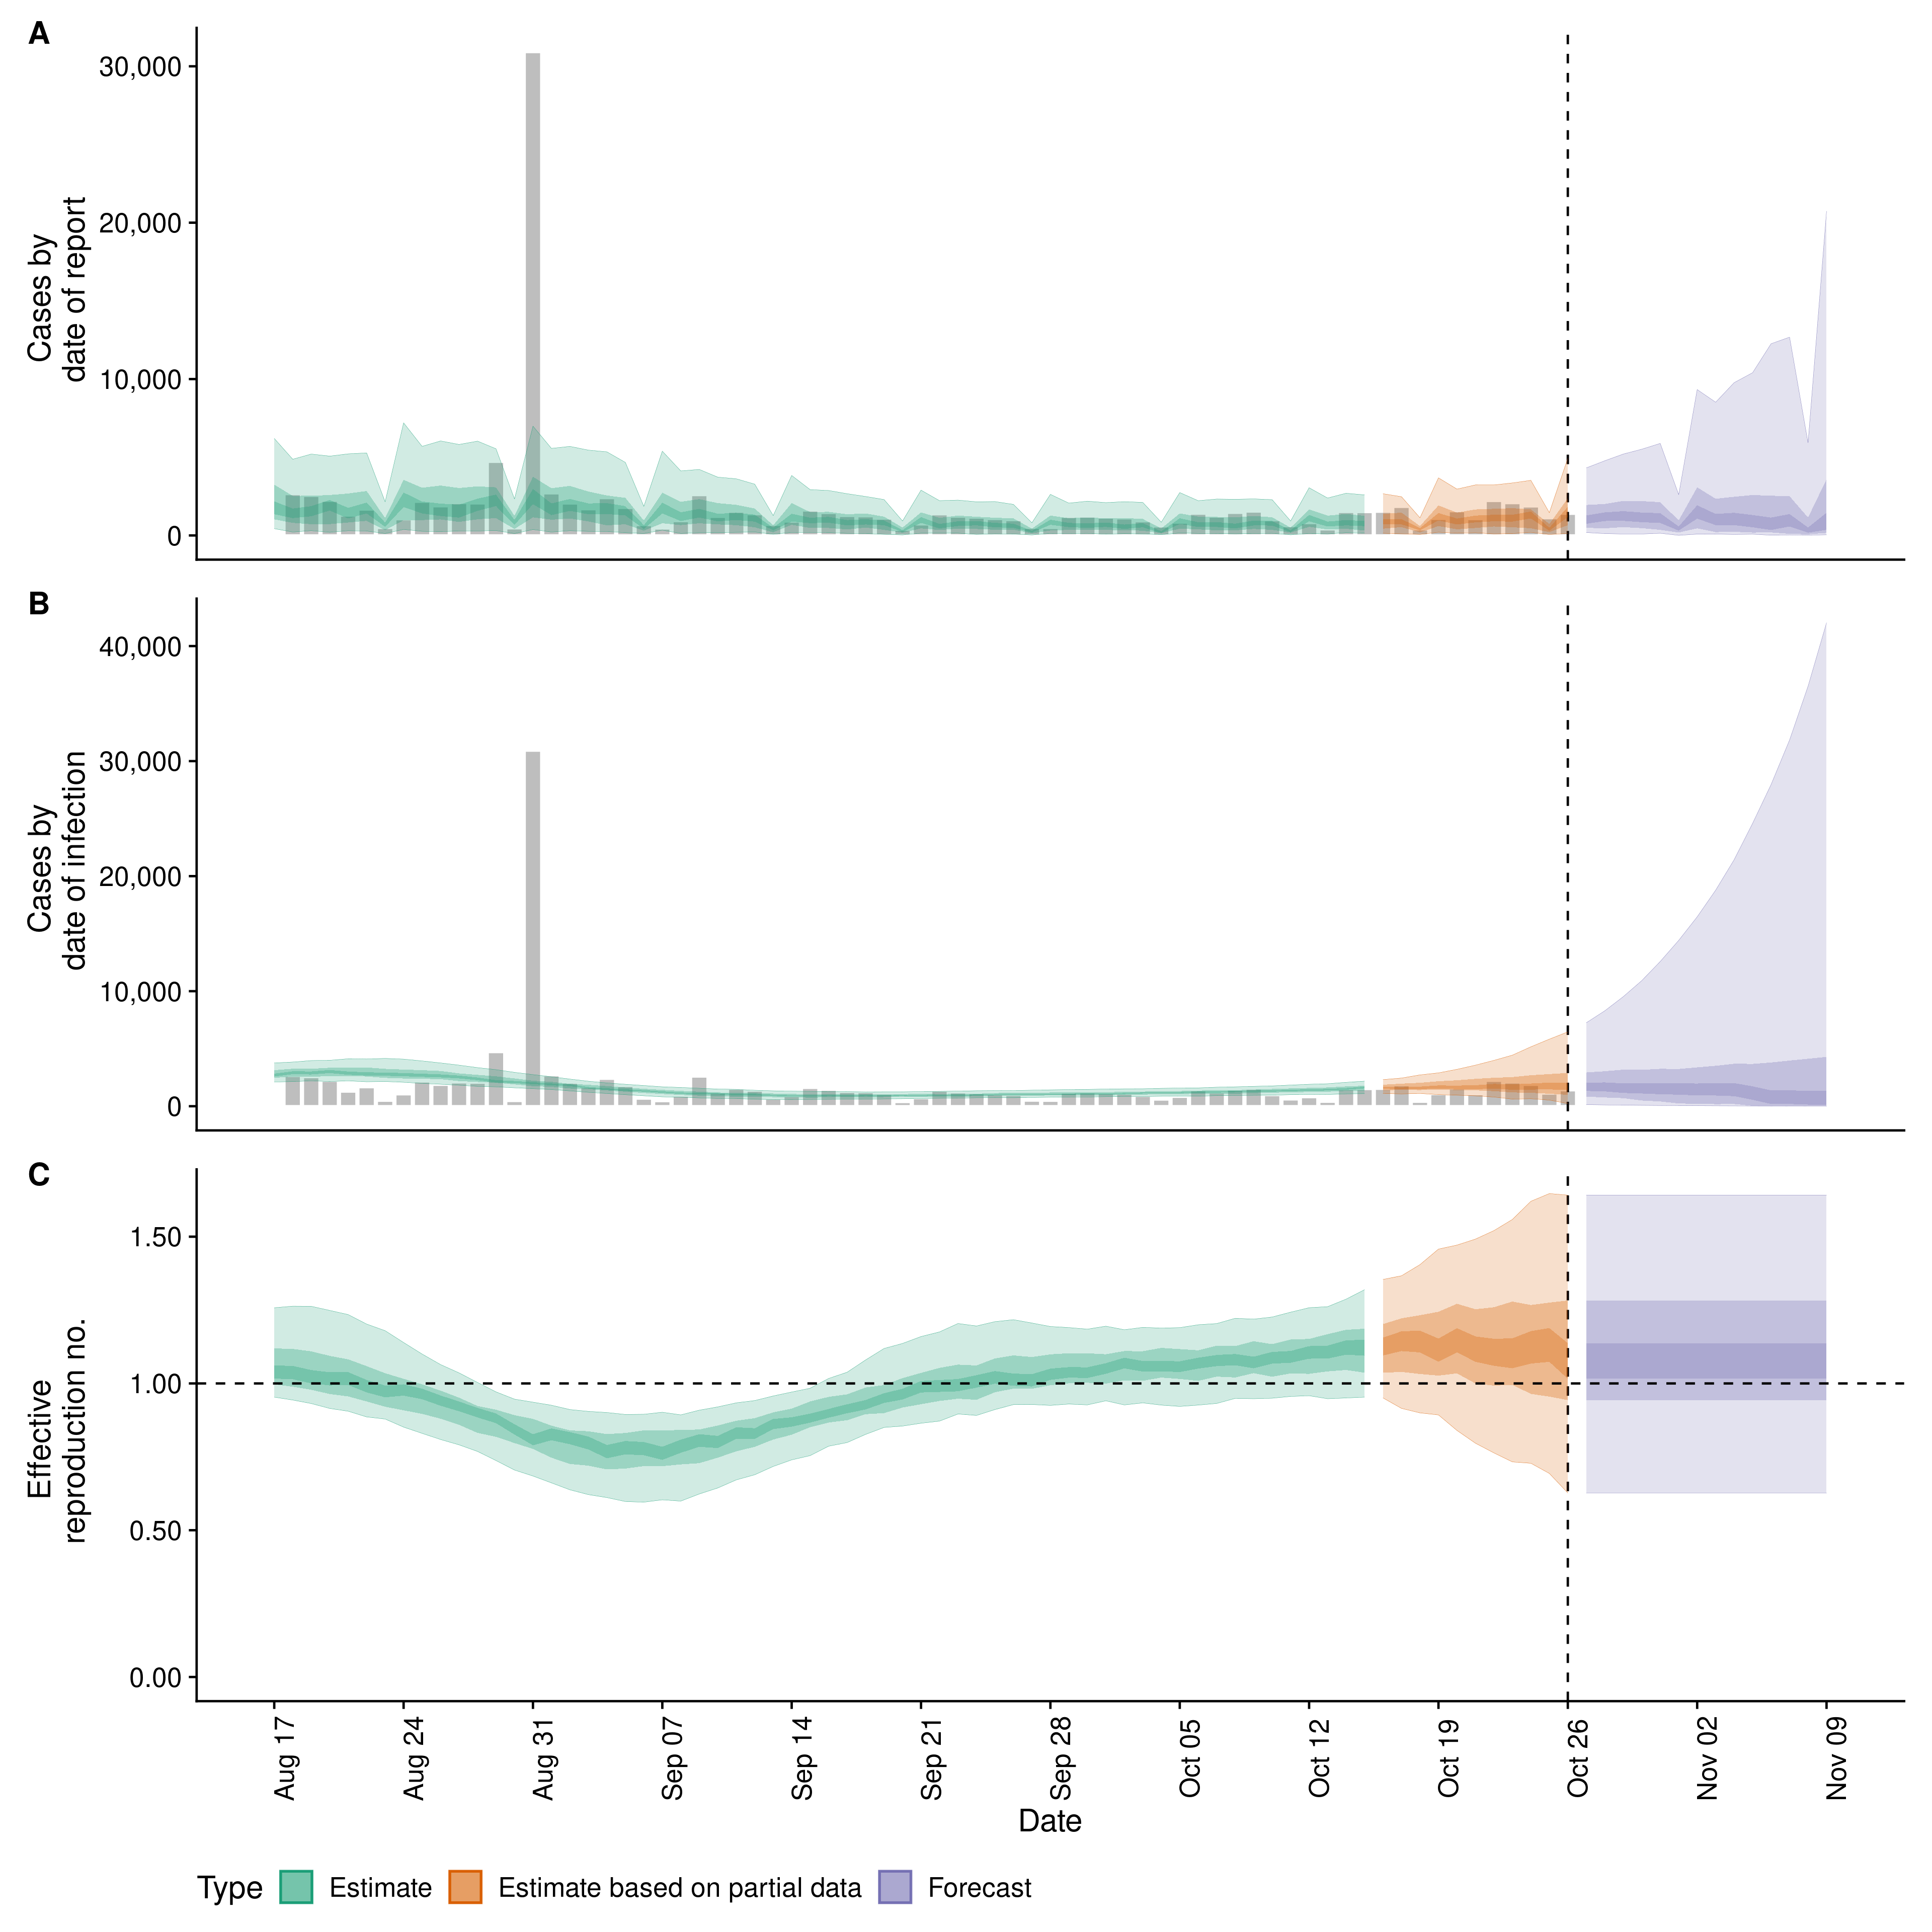 A
30,000
20,000
10,000
0
Cases by
date of report
B
40,000
30,000
20,000
10,000
0
Cases by
date of infection
C
1.50
1.00
0.50
0.00
Effective
reproduction no.
Aug 17
Aug 24
Aug 31
Sep 07
Sep 14
Sep 21
Sep 28
Oct 05
Oct 12
Oct 19
Oct 26
Nov 02
Nov 09
Date
Type Estimate Estimate based on partial data Forecast